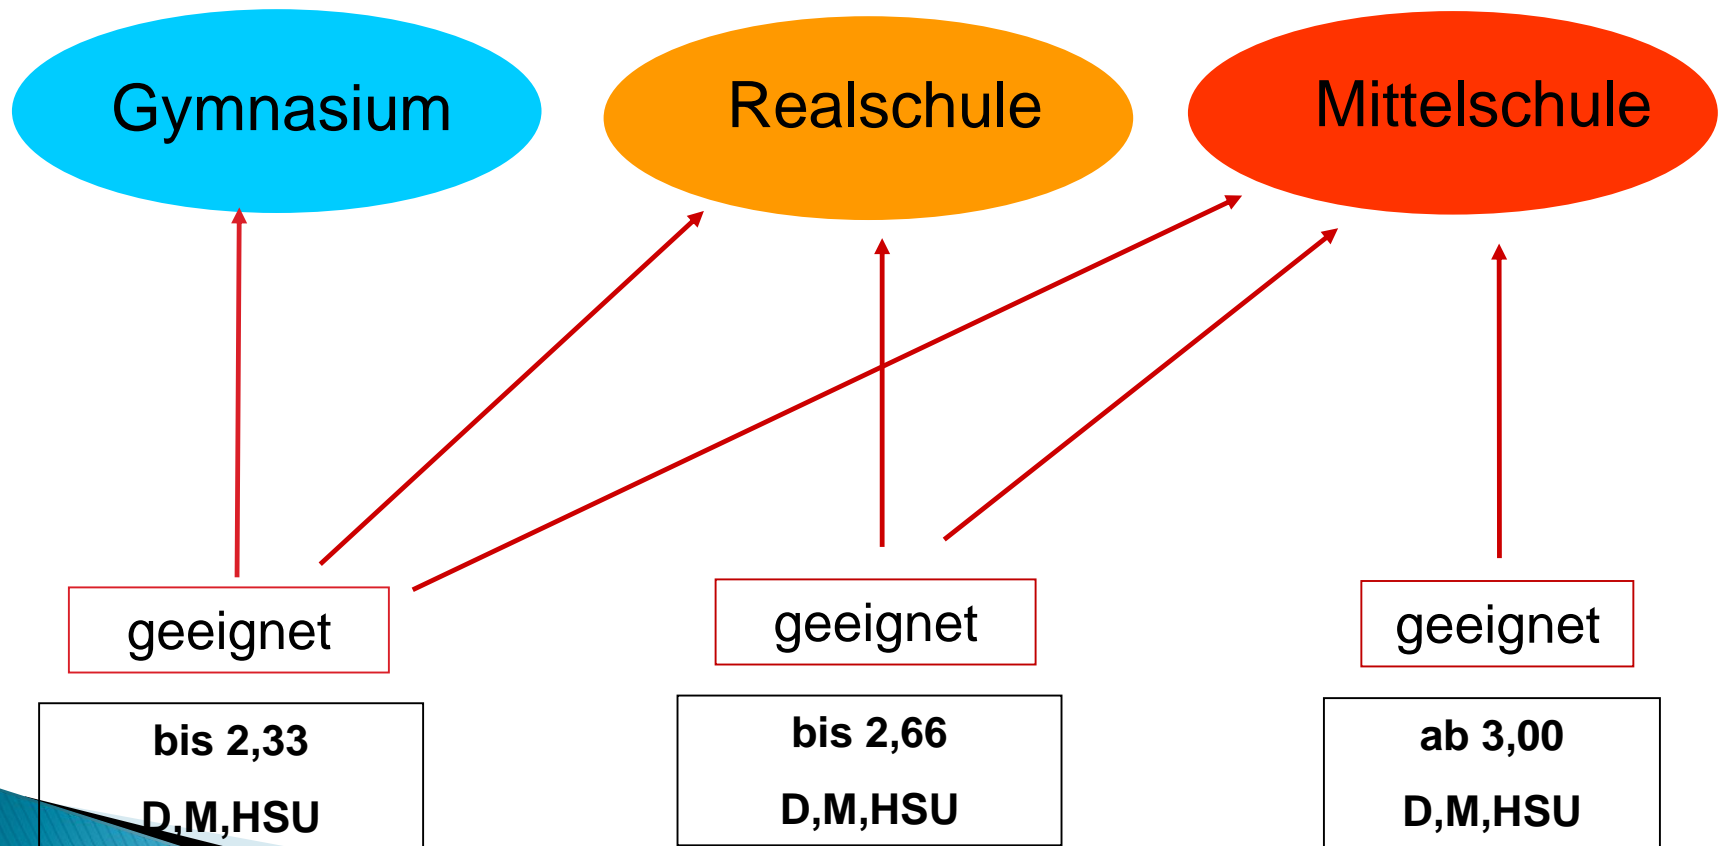 Gymnasium
Realschule
Mittelschule
geeignet
geeignet
geeignet
bis 2,33
D,M,HSU
bis 2,66
D,M,HSU
ab 3,00
D,M,HSU